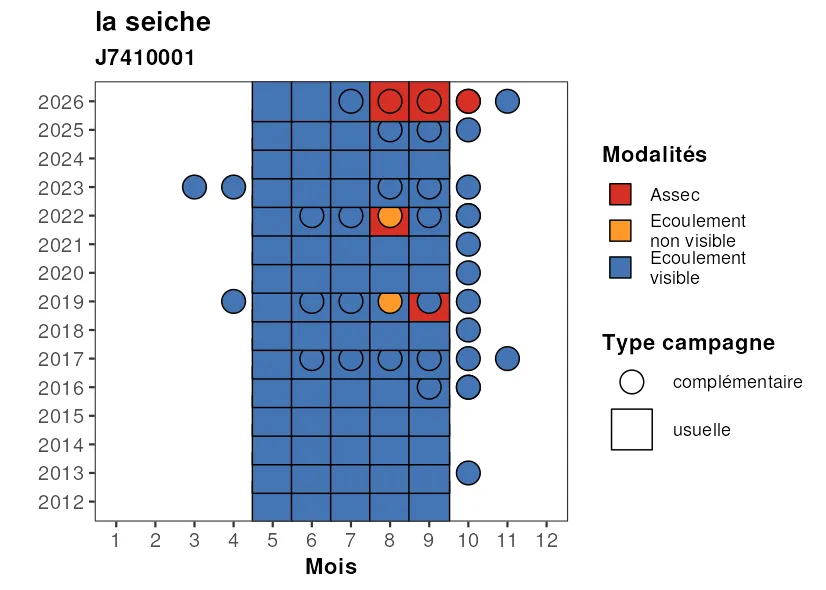 la seiche
J7410001
2026
2025
2024
2023
2022
2021
2020
2019
2018
2017
2016
2015
2014
2013
2012
1 2 3 4 5 6 7 8 9 10 11 12
Mois
Modalités
Assec
Ecoulement
non visible
Ecoulement
visible
Type campagne
complémentaire
usuelle